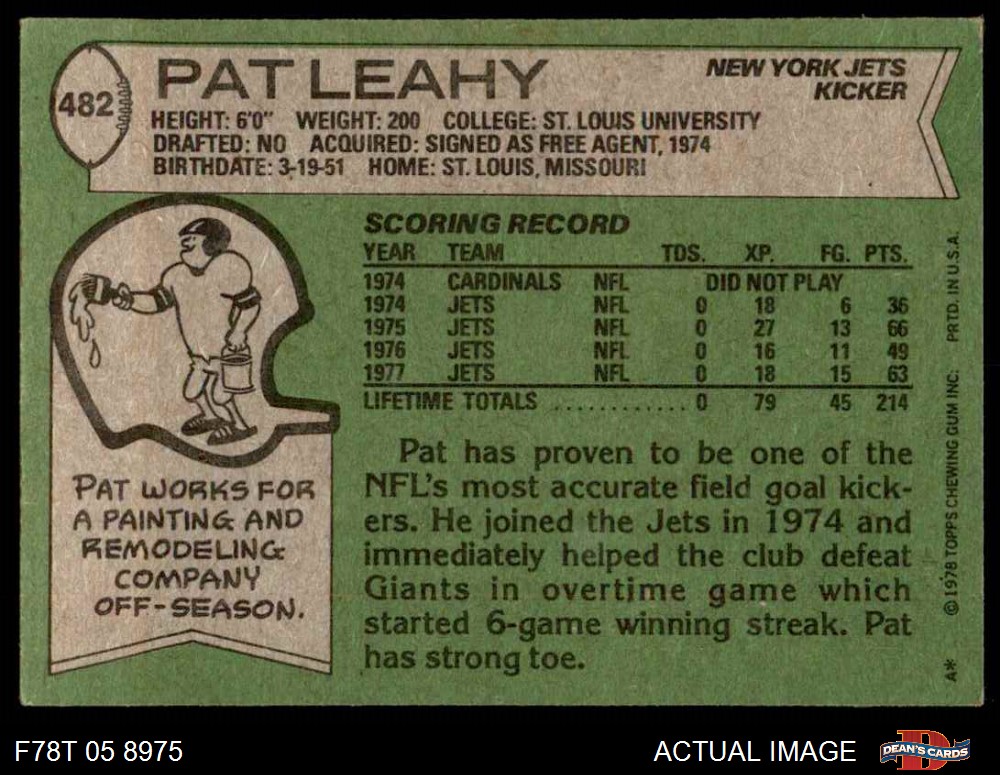 482
PAT LEAHY
NEW YORK JETS
KICKER
HEIGHT: 6'0" WEIGHT: 200 COLLEGE: ST. LOUIS UNIVERSITY
DRAFTED: NO ACQUIRED: SIGNED AS FREE AGENT, 1974
BIRTHDATE: 3-19-51 HOME: ST. LOUIS, MISSOURI
PAT WORKS FOR
A PAINTING AND
REMODELING
COMPANY
OFF-SEASON.
SCORING RECORD
YEAR TEAM TDS. XP. FG. PTS.
1974 CARDINALS NFL DID NOT PLAY
1974 JETS NFL 0 18 6 36
1975 JETS NFL 0 27 13 66
1976 JETS NFL 0 16 11 49
1977 JETS NFL 0 18 15 63
LIFETIME TOTALS ............ 0 79 45 214
Pat has proven to be one of the
NFL's most accurate field goal kick-
ers. He joined the Jets in 1974 and
immediately helped the club defeat
Giants in overtime game which
started 6-game winning streak. Pat
has strong toe.
A* © 1978 TOPPS CHEWING GUM INC. PRTD. IN U.S.A.
F78T 05 8975
ACTUAL IMAGE
D
DEAN'S CARDS